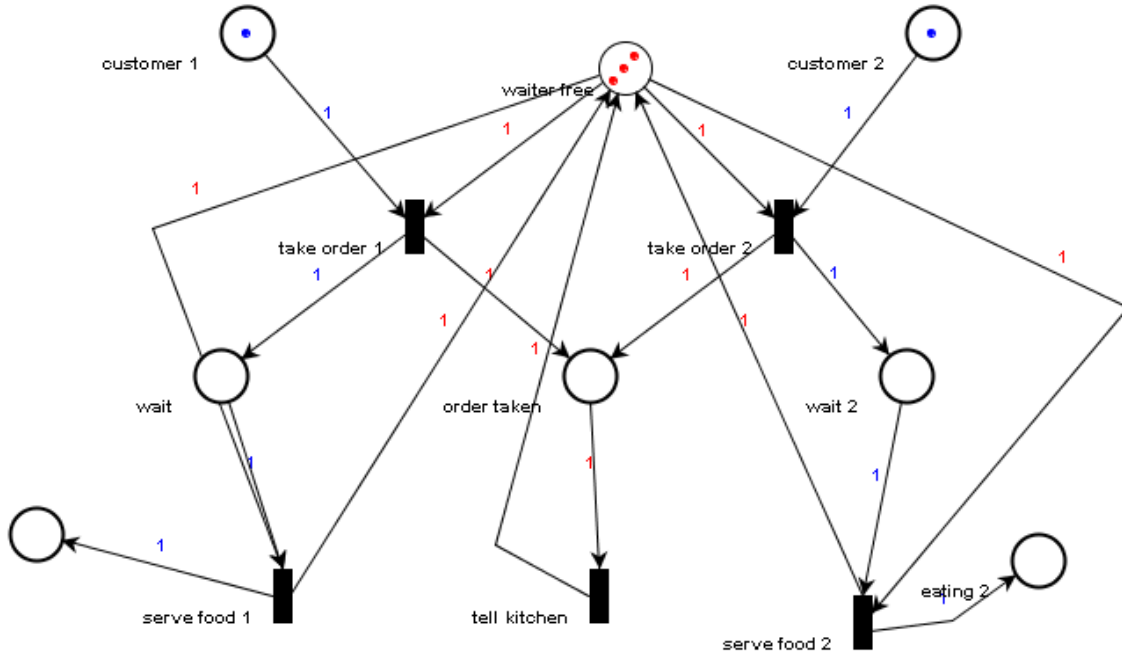 customer 1
waiter free
customer 2
1
1
1
1
1
take order 1
take order 2
1
1
1
1
1
1
1
1
1
wait
order taken
wait 2
1
1
1
1
eating 2
1
serve food 1
tell kitchen
serve food 2